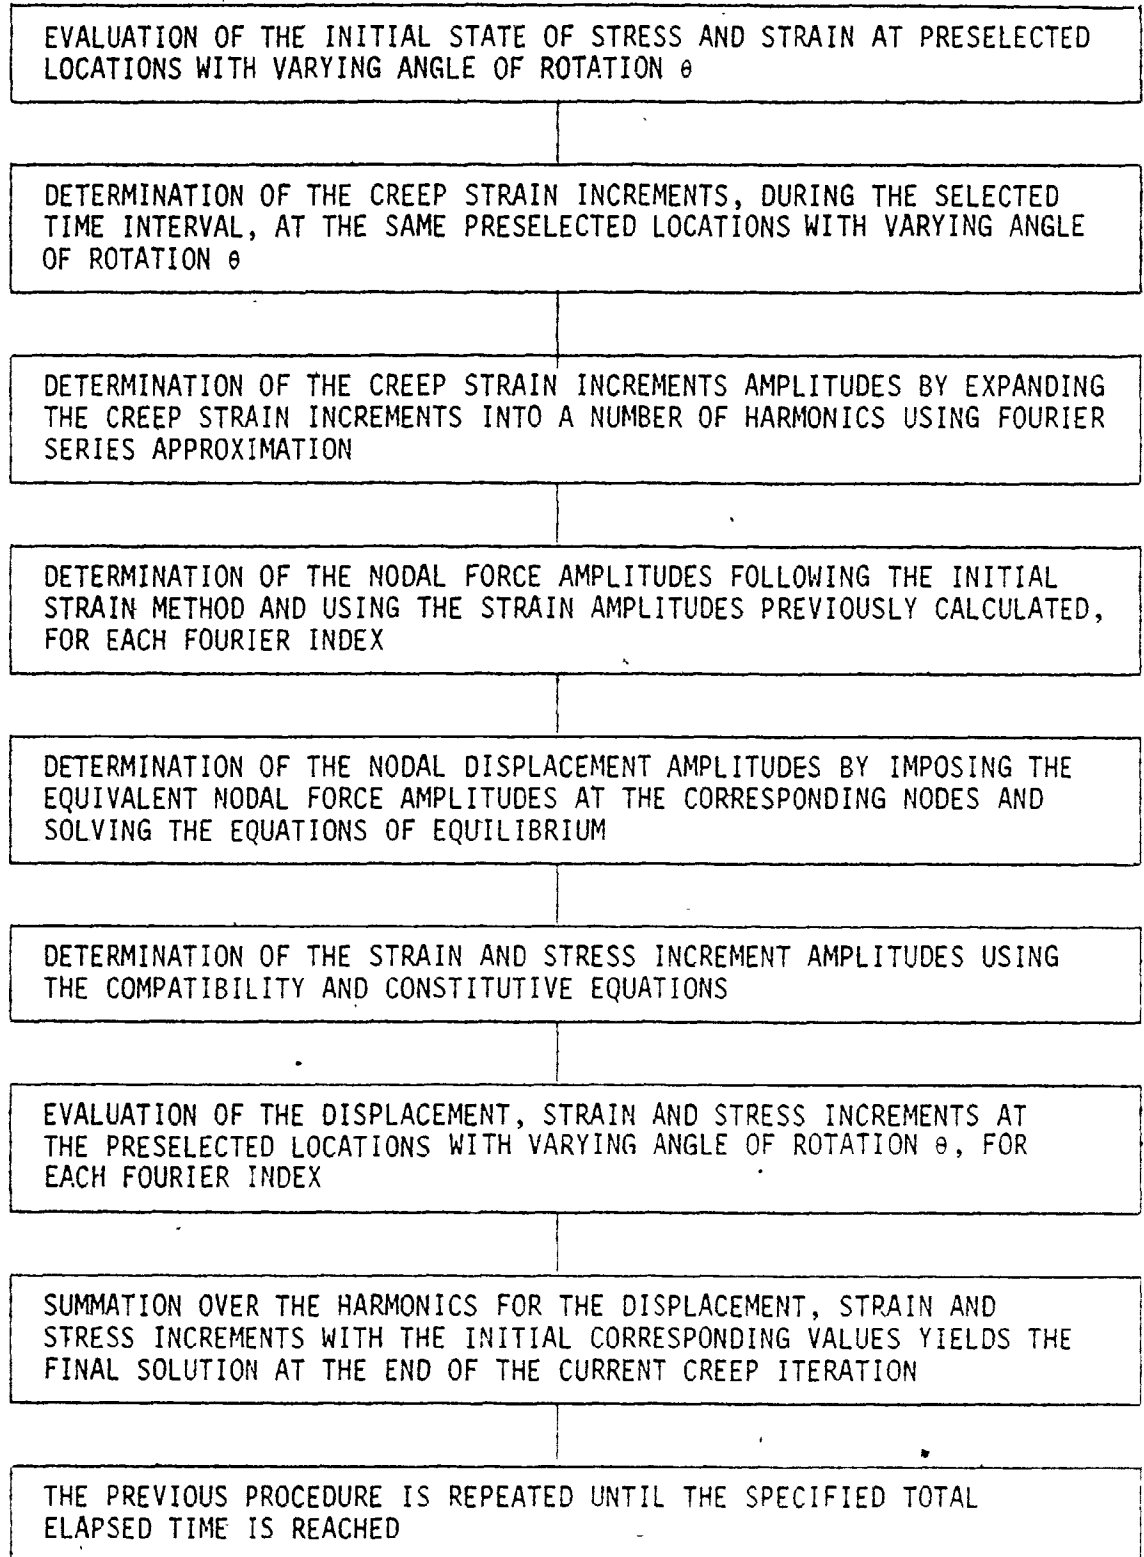 EVALUATION OF THE INITIAL STATE OF STRESS AND STRAIN AT PRESELECTED
LOCATIONS WITH VARYING ANGLE OF ROTATION θ
DETERMINATION OF THE CREEP STRAIN INCREMENTS, DURING THE SELECTED
TIME INTERVAL, AT THE SAME PRESELECTED LOCATIONS WITH VARYING ANGLE
OF ROTATION θ
DETERMINATION OF THE CREEP STRAIN INCREMENTS AMPLITUDES BY EXPANDING
THE CREEP STRAIN INCREMENTS INTO A NUMBER OF HARMONICS USING FOURIER
SERIES APPROXIMATION
DETERMINATION OF THE NODAL FORCE AMPLITUDES FOLLOWING THE INITIAL
STRAIN METHOD AND USING THE STRAIN AMPLITUDES PREVIOUSLY CALCULATED,
FOR EACH FOURIER INDEX
DETERMINATION OF THE NODAL DISPLACEMENT AMPLITUDES BY IMPOSING THE
EQUIVALENT NODAL FORCE AMPLITUDES AT THE CORRESPONDING NODES AND
SOLVING THE EQUATIONS OF EQUILIBRIUM
DETERMINATION OF THE STRAIN AND STRESS INCREMENT AMPLITUDES USING
THE COMPATIBILITY AND CONSTITUTIVE EQUATIONS
EVALUATION OF THE DISPLACEMENT, STRAIN AND STRESS INCREMENTS AT
THE PRESELECTED LOCATIONS WITH VARYING ANGLE OF ROTATION θ, FOR
EACH FOURIER INDEX
SUMMATION OVER THE HARMONICS FOR THE DISPLACEMENT, STRAIN AND
STRESS INCREMENTS WITH THE INITIAL CORRESPONDING VALUES YIELDS THE
FINAL SOLUTION AT THE END OF THE CURRENT CREEP ITERATION
THE PREVIOUS PROCEDURE IS REPEATED UNTIL THE SPECIFIED TOTAL
ELAPSED TIME IS REACHED